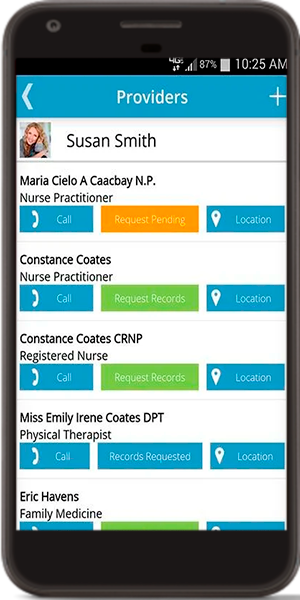 4G 87% 10:25 AM
Providers
Susan Smith
Maria Cielo A Caacbay N.P.
Nurse Practitioner
Call Request Pending Location
Constance Coates
Nurse Practitioner
Call Request Records Location
Constance Coates CRNP
Registered Nurse
Call Request Records Location
Miss Emily Irene Coates DPT
Physical Therapist
Call Records Requested Location
Eric Havens
Family Medicine